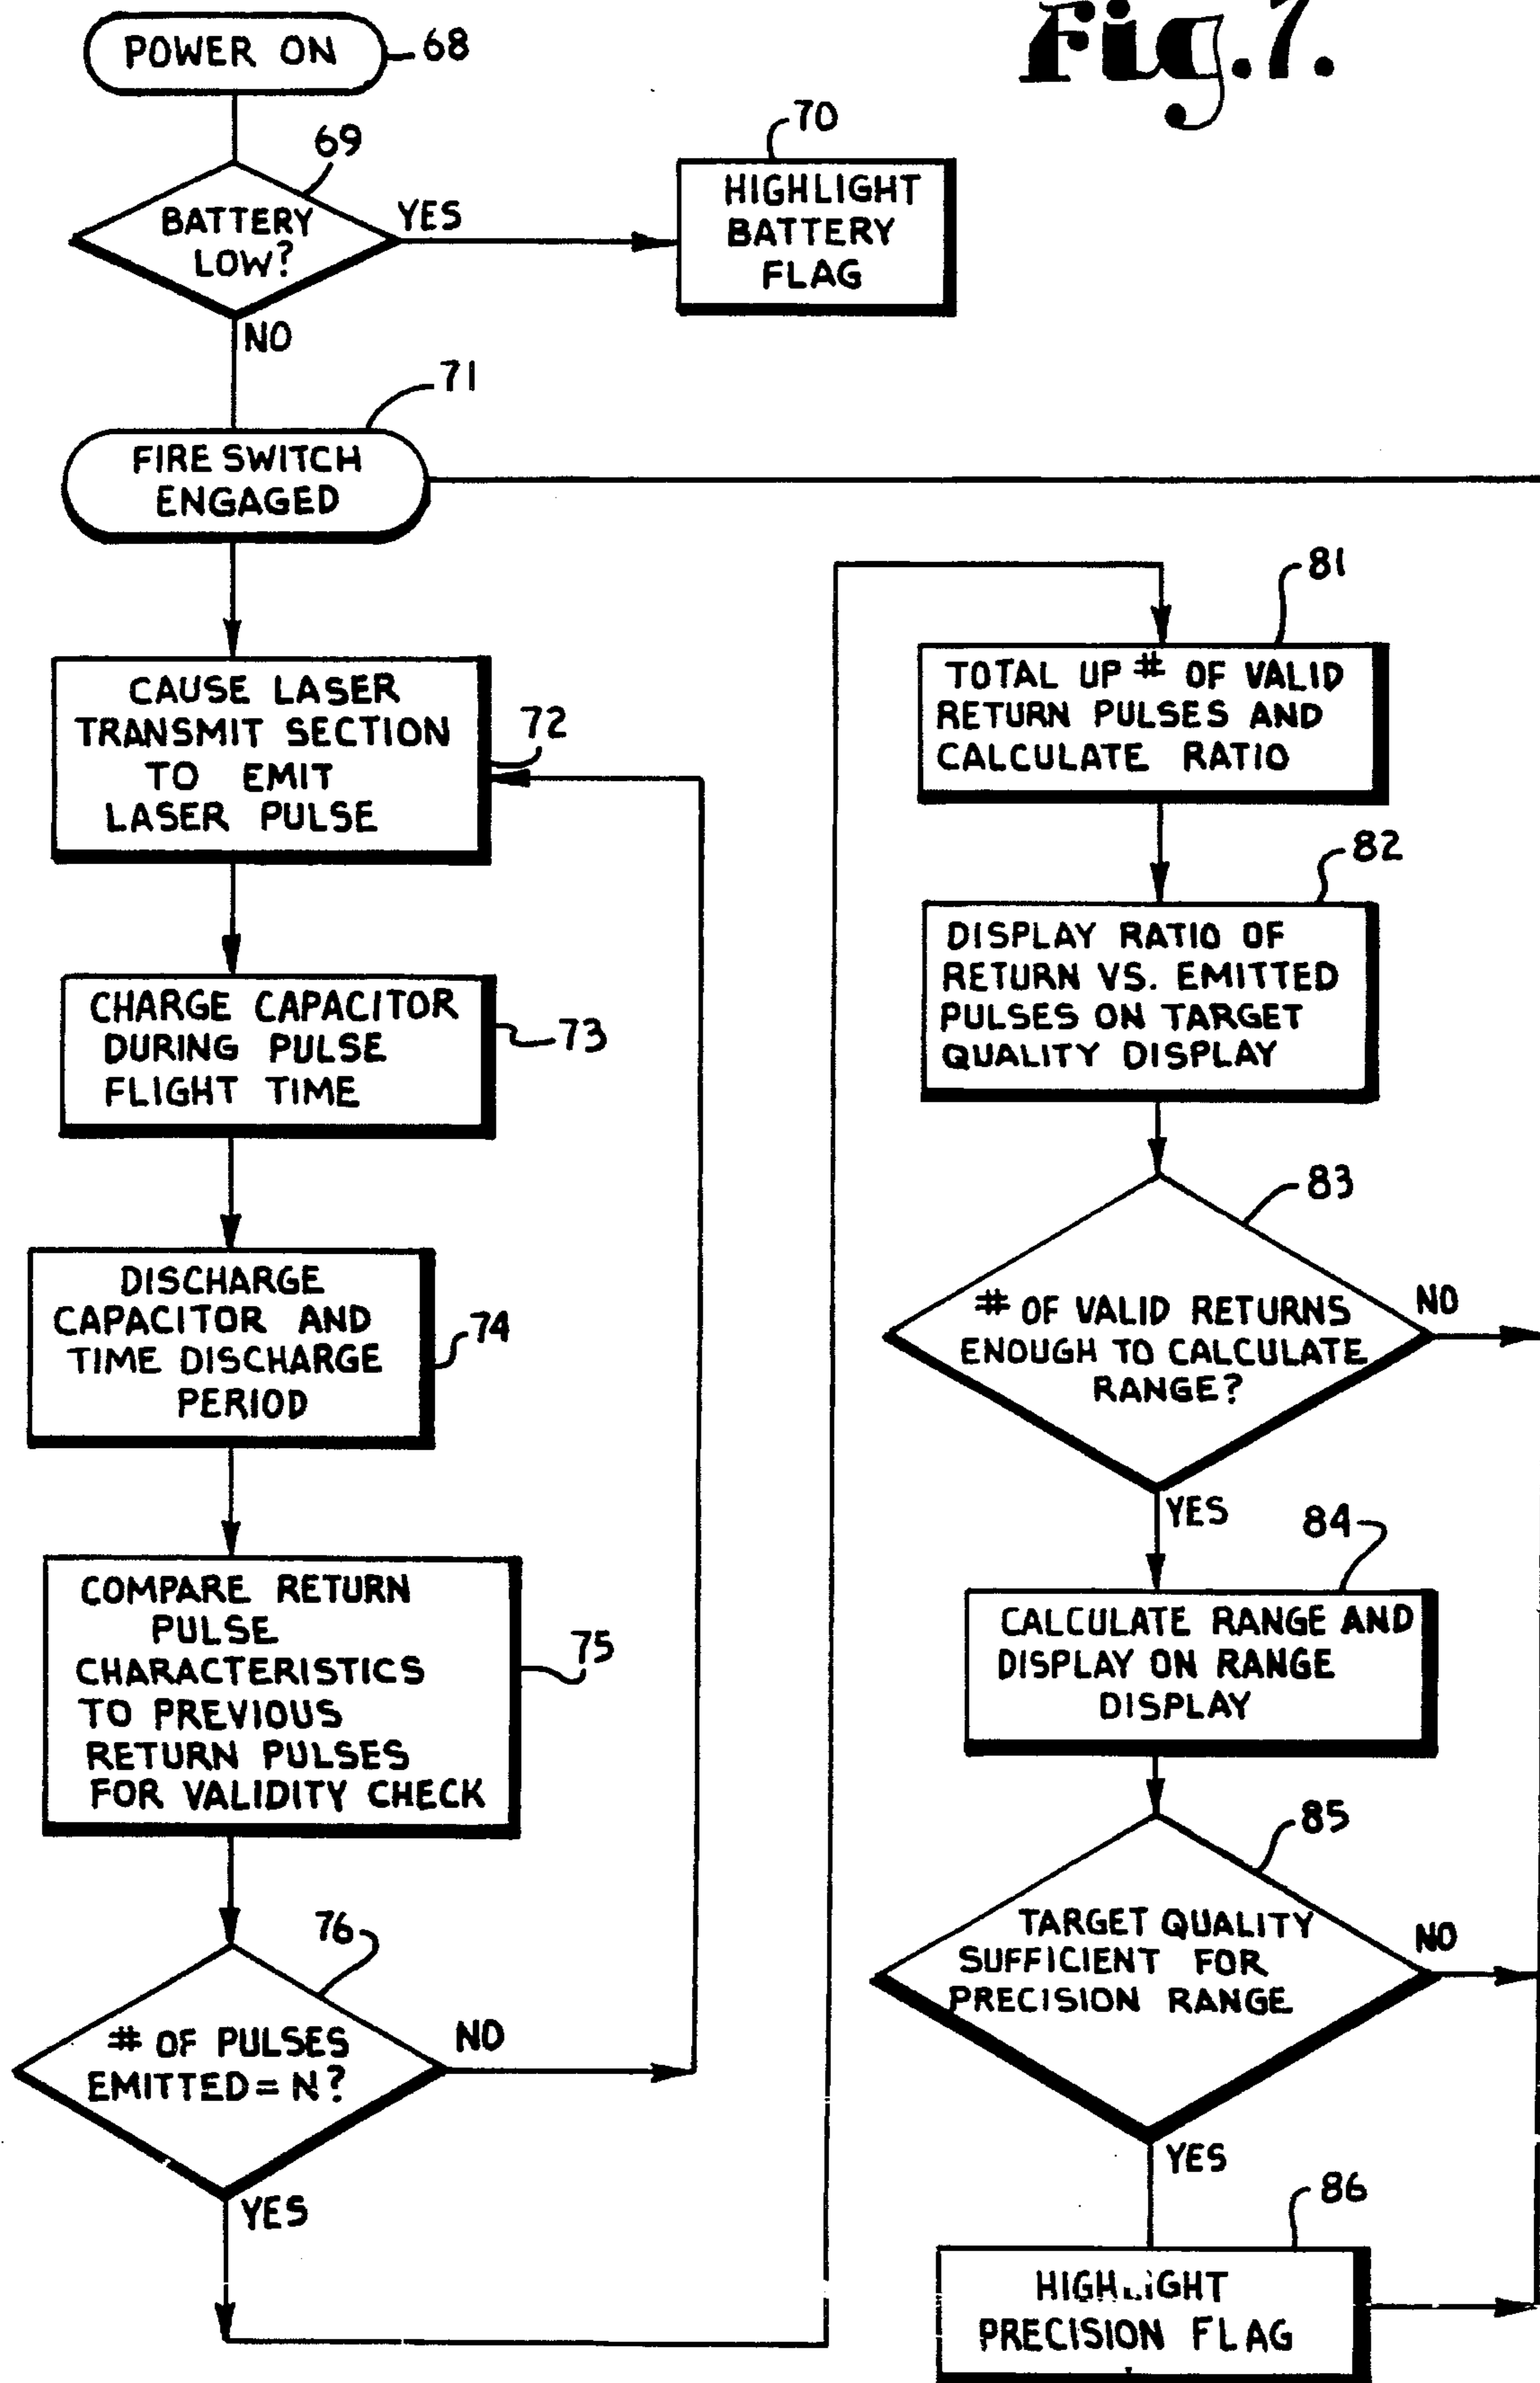 Fig.7.
POWER ON
68
69
BATTERY
LOW?
YES
NO
70
HIGHLIGHT
BATTERY
FLAG
71
FIRE SWITCH
ENGAGED
CAUSE LASER
TRANSMIT SECTION
TO EMIT
LASER PULSE
72
CHARGE CAPACITOR
DURING PULSE
FLIGHT TIME
73
DISCHARGE
CAPACITOR AND
TIME DISCHARGE
PERIOD
74
COMPARE RETURN
PULSE
CHARACTERISTICS
TO PREVIOUS
RETURN PULSES
FOR VALIDITY CHECK
75
76
# OF PULSES
EMITTED = N?
NO
YES
81
TOTAL UP # OF VALID
RETURN PULSES AND
CALCULATE RATIO
82
DISPLAY RATIO OF
RETURN VS. EMITTED
PULSES ON TARGET
QUALITY DISPLAY
83
# OF VALID RETURNS
ENOUGH TO CALCULATE
RANGE?
NO
YES
84
CALCULATE RANGE AND
DISPLAY ON RANGE
DISPLAY
85
TARGET QUALITY
SUFFICIENT FOR
PRECISION RANGE
NO
YES
86
HIGHLIGHT
PRECISION FLAG